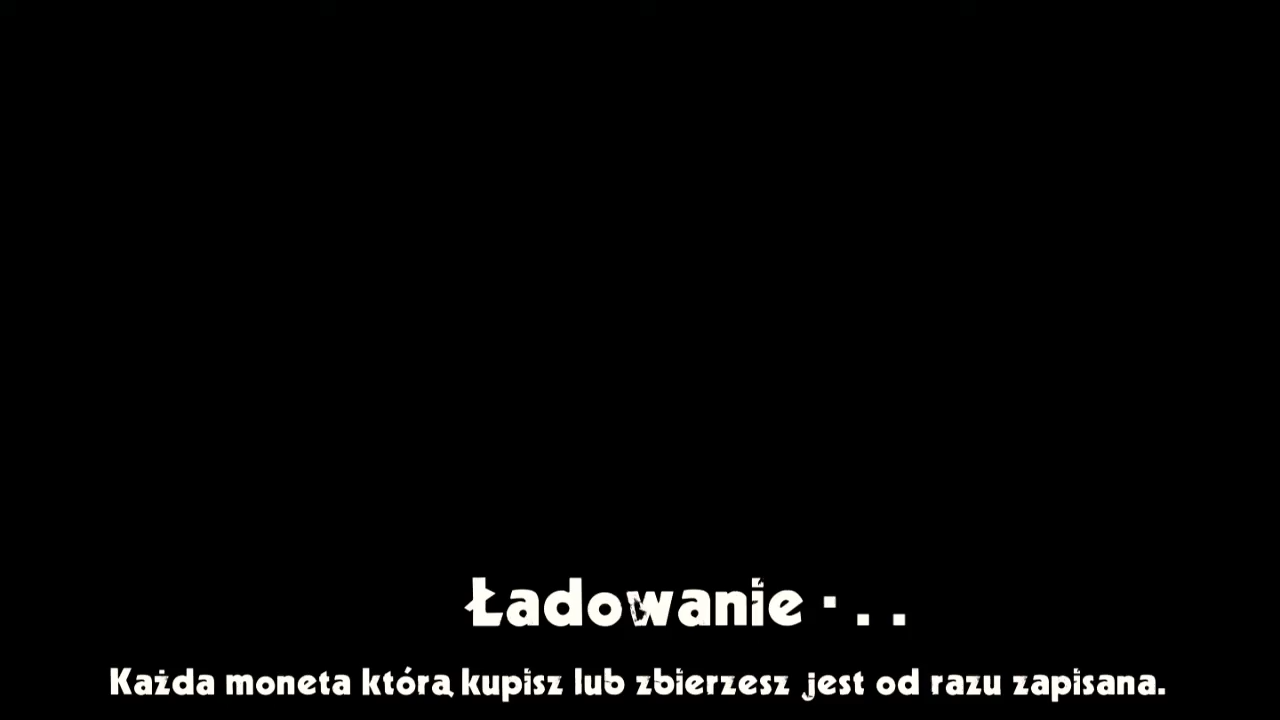 Ładowanie . . .
Każda moneta którą kupisz lub zbierzesz jest od razu zapisana.